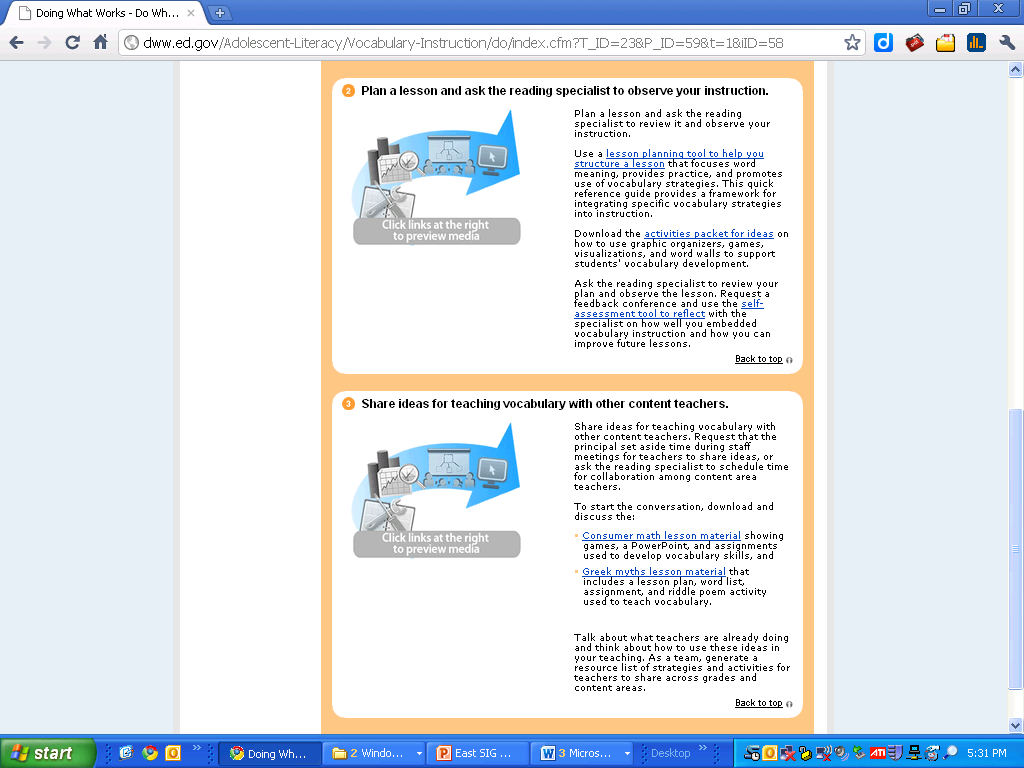 Doing What Works - Do Wh...
dww.ed.gov/Adolescent-Literacy/Vocabulary-Instruction/do/index.cfm?T_ID=23&P_ID=59&t=1&iID=58
2 Plan a lesson and ask the reading specialist to observe your instruction.
Click links at the right
to preview media
Plan a lesson and ask the reading
specialist to review it and observe your
instruction.
Use a lesson planning tool to help you
structure a lesson that focuses word
meaning, provides practice, and promotes
use of vocabulary strategies. This quick
reference guide provides a framework for
integrating specific vocabulary strategies
into instruction.
Download the activities packet for ideas on
how to use graphic organizers, games,
visualizations, and word walls to support
students' vocabulary development.
Ask the reading specialist to review your
plan and observe the lesson. Request a
feedback conference and use the self-
assessment tool to reflect with the
specialist on how well you embedded
vocabulary instruction and how you can
improve future lessons.
Back to top
3 Share ideas for teaching vocabulary with other content teachers.
Click links at the right
to preview media
Share ideas for teaching vocabulary with
other content teachers. Request that the
principal set aside time during staff
meetings for teachers to share ideas, or
ask the reading specialist to schedule time
for collaboration among content area
teachers.
To start the conversation, download and
discuss the:
Consumer math lesson material showing
games, a PowerPoint, and assignments
used to develop vocabulary skills, and
Greek myths lesson material that
includes a lesson plan, word list,
assignment, and riddle poem activity
used to teach vocabulary.
Talk about what teachers are already doing
and think about how to use these ideas in
your teaching. As a team, generate a
resource list of strategies and activities for
teachers to share across grades and
content areas.
Back to top
start
Doing Wh...
2 Windo...
East SIG ...
3 Micros...
Desktop
ATI
5:31 PM